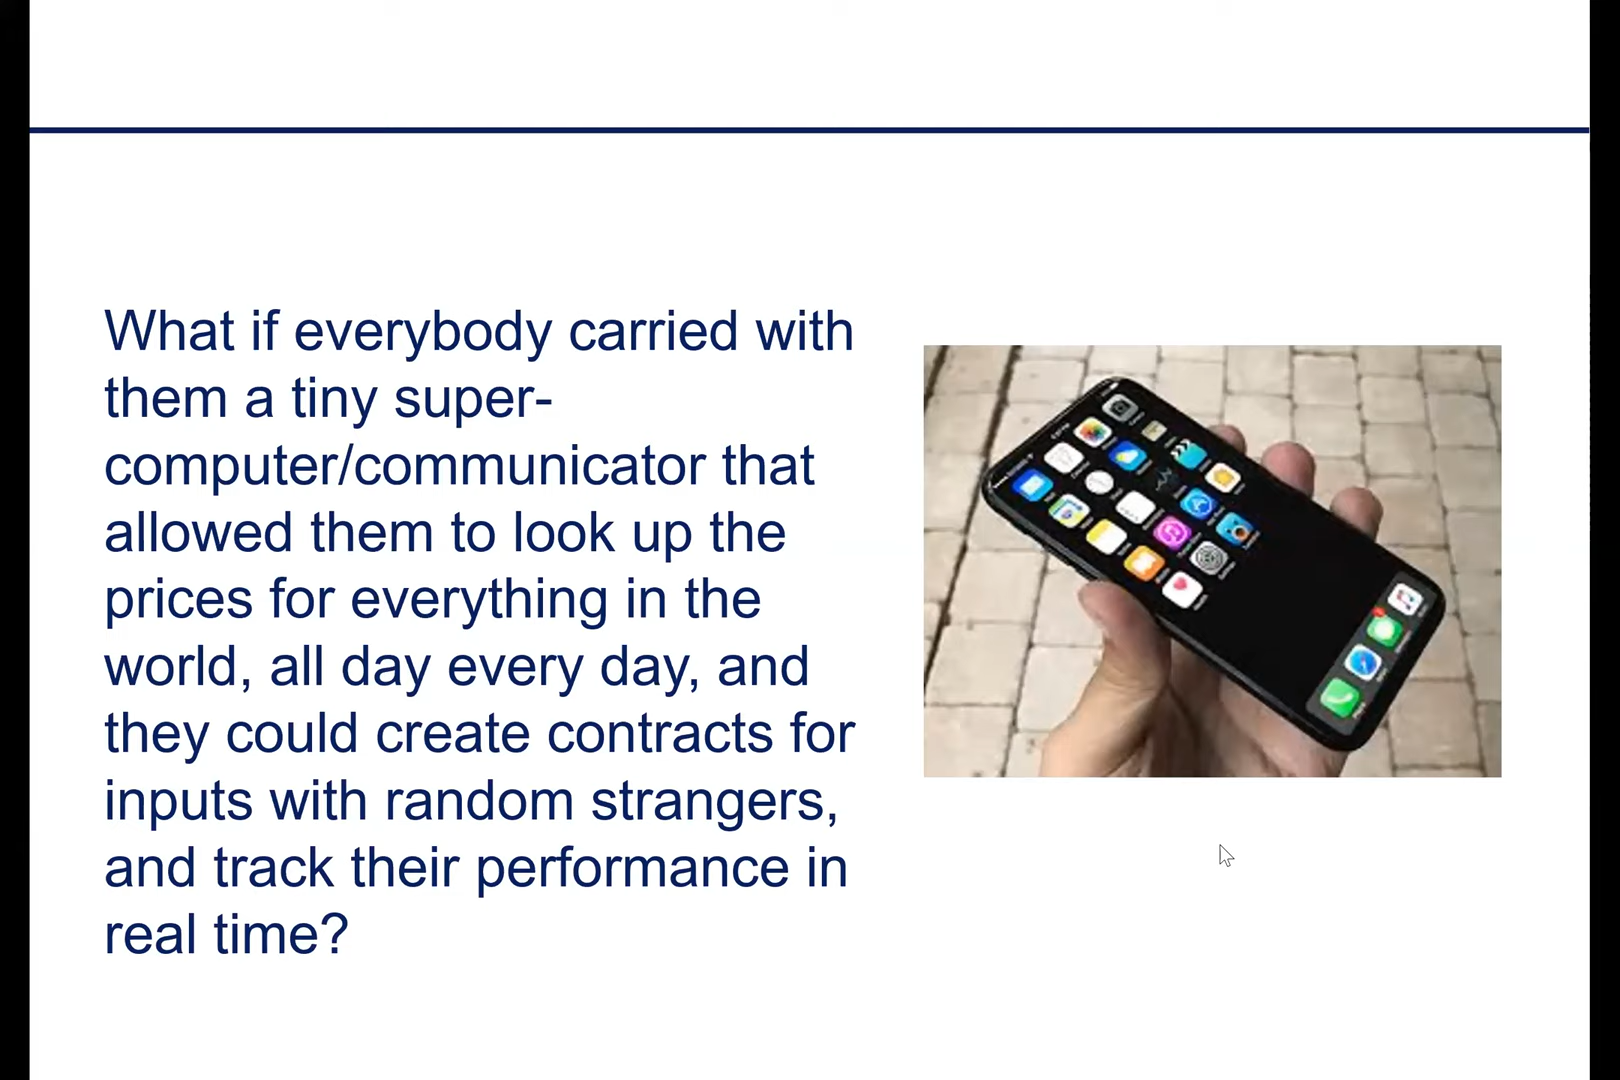 What if everybody carried with
them a tiny super-
computer/communicator that
allowed them to look up the
prices for everything in the
world, all day every day, and
they could create contracts for
inputs with random strangers,
and track their performance in
real time?